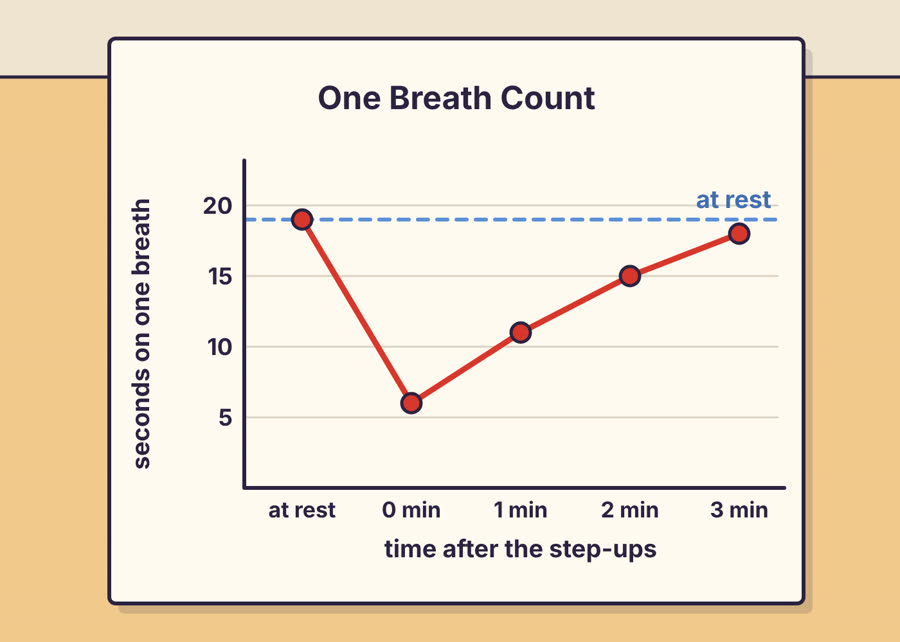 One Breath Count
seconds on one breath
20
15
10
5
at rest
at rest
0 min
1 min
2 min
3 min
time after the step-ups